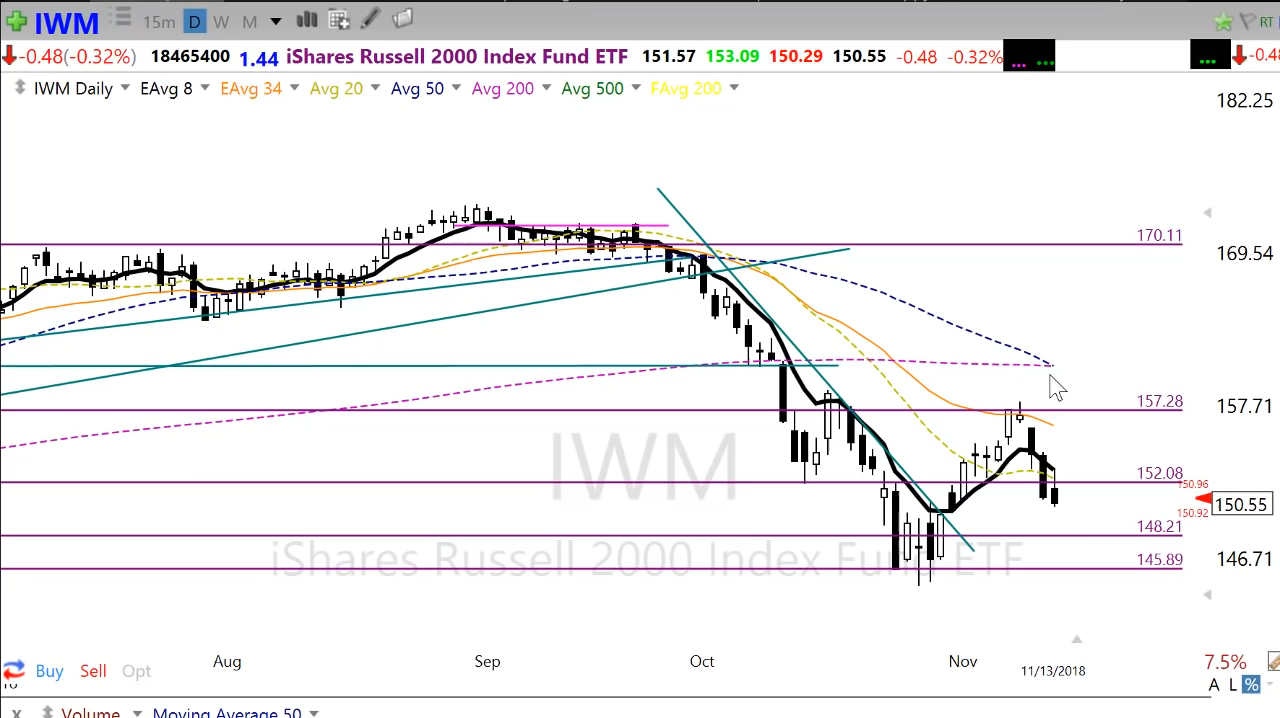 IWM 15m D W M RT
-0.48(-0.32%) 18465400 1.44 iShares Russell 2000 Index Fund ETF 151.57 153.09 150.29 150.55 -0.48 -0.32% ... ... ... -0.48
IWM Daily EAvg 8 EAvg 34 Avg 20 Avg 50 Avg 200 Avg 500 FAvg 200
182.25
170.11
169.54
157.28
157.71
IWM
152.08
150.96
150.55
150.92
148.21
iShares Russell 2000 Index Fund ETF
145.89
146.71
Aug Sep Oct Nov 11/13/2018
Buy Sell Opt 7.5%
A L %
x Volume Moving Average 50